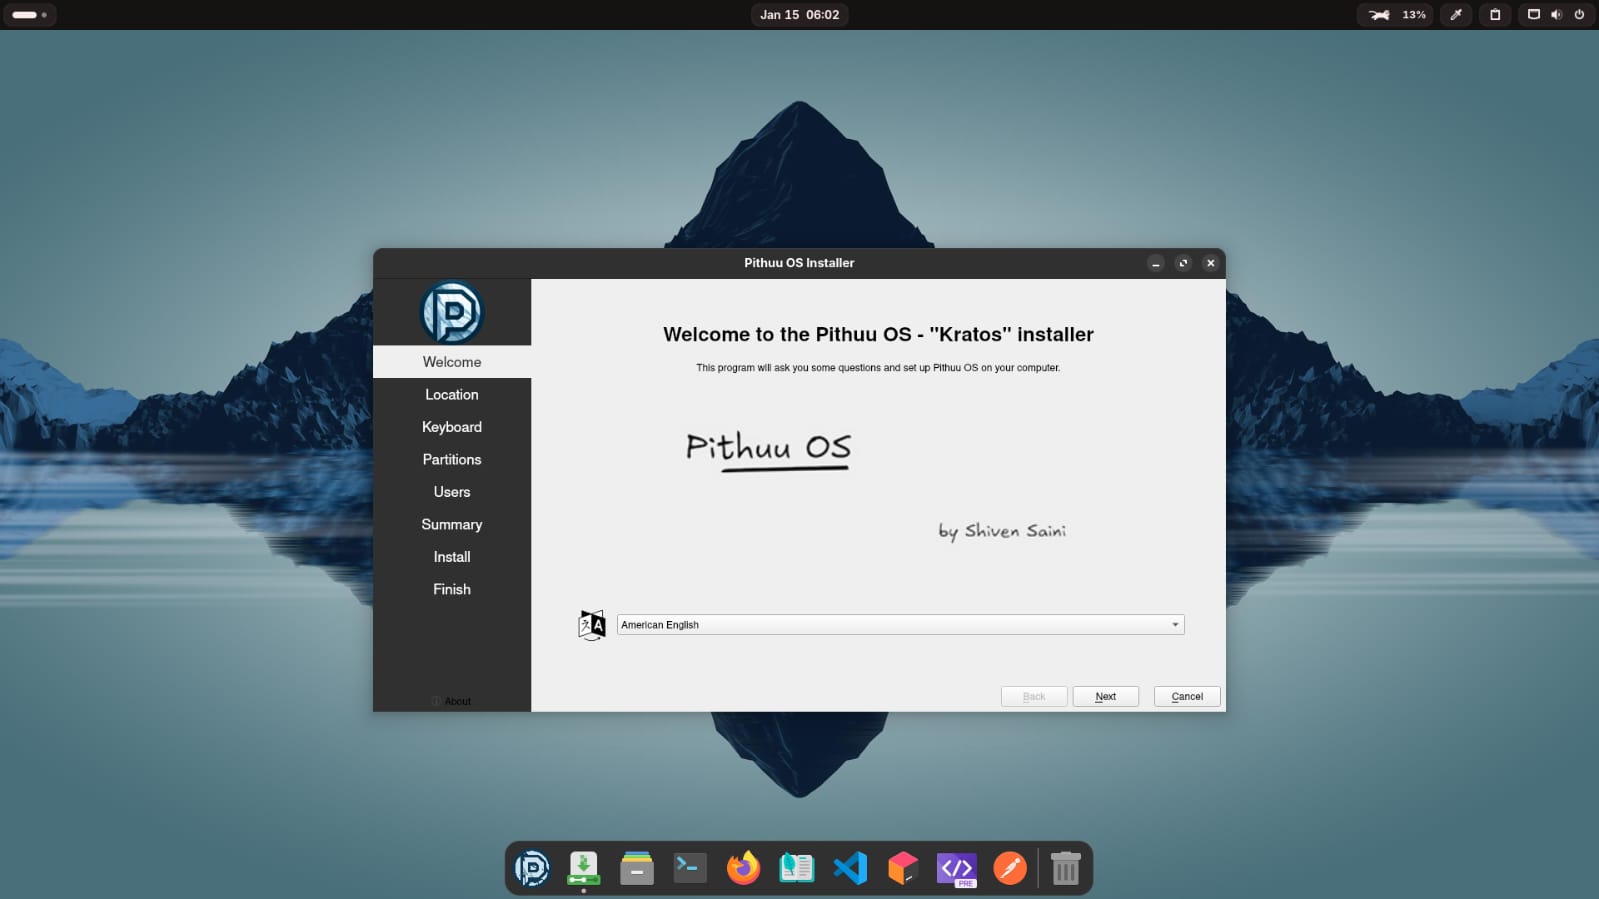 Jan 15 06:02
13%
Pithuu OS Installer
Welcome
Location
Keyboard
Partitions
Users
Summary
Install
Finish
About
Welcome to the Pithuu OS - "Kratos" installer
This program will ask you some questions and set up Pithuu OS on your computer.
Pithuu OS
by Shiven Saini
American English
Back
Next
Cancel
PRE